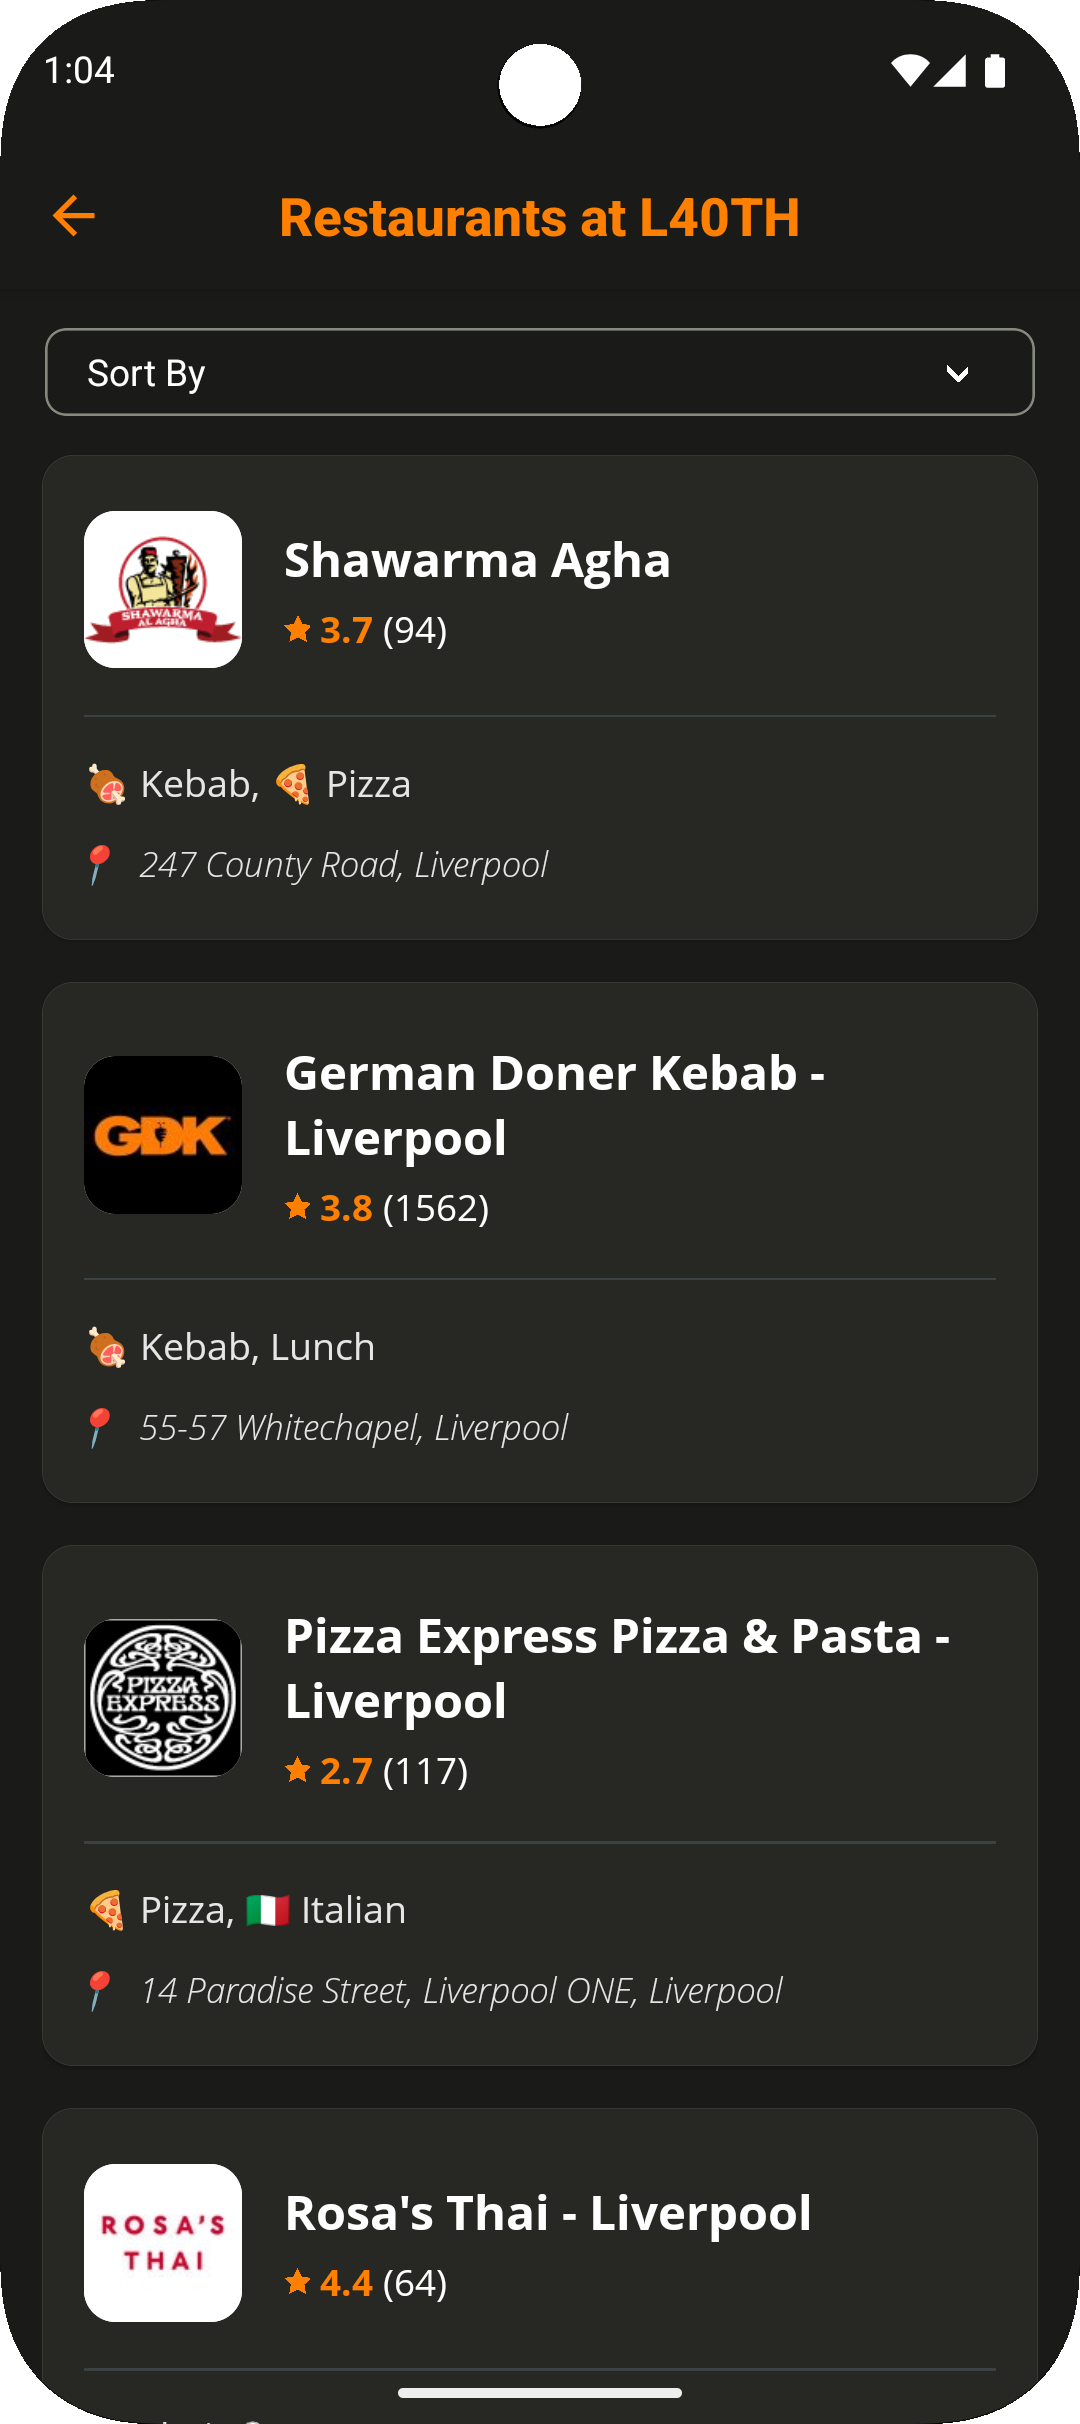 1:04
Restaurants at L40TH
Sort By
SHAWARMA
AL AGHA
Shawarma Agha
3.7 (94)
Kebab, Pizza
247 County Road, Liverpool
GDK
German Doner Kebab -
Liverpool
3.8 (1562)
Kebab, Lunch
55-57 Whitechapel, Liverpool
PIZZA
EXPRESS
Pizza Express Pizza & Pasta -
Liverpool
2.7 (117)
Pizza, Italian
14 Paradise Street, Liverpool ONE, Liverpool
ROSA'S
THAI
Rosa's Thai - Liverpool
4.4 (64)